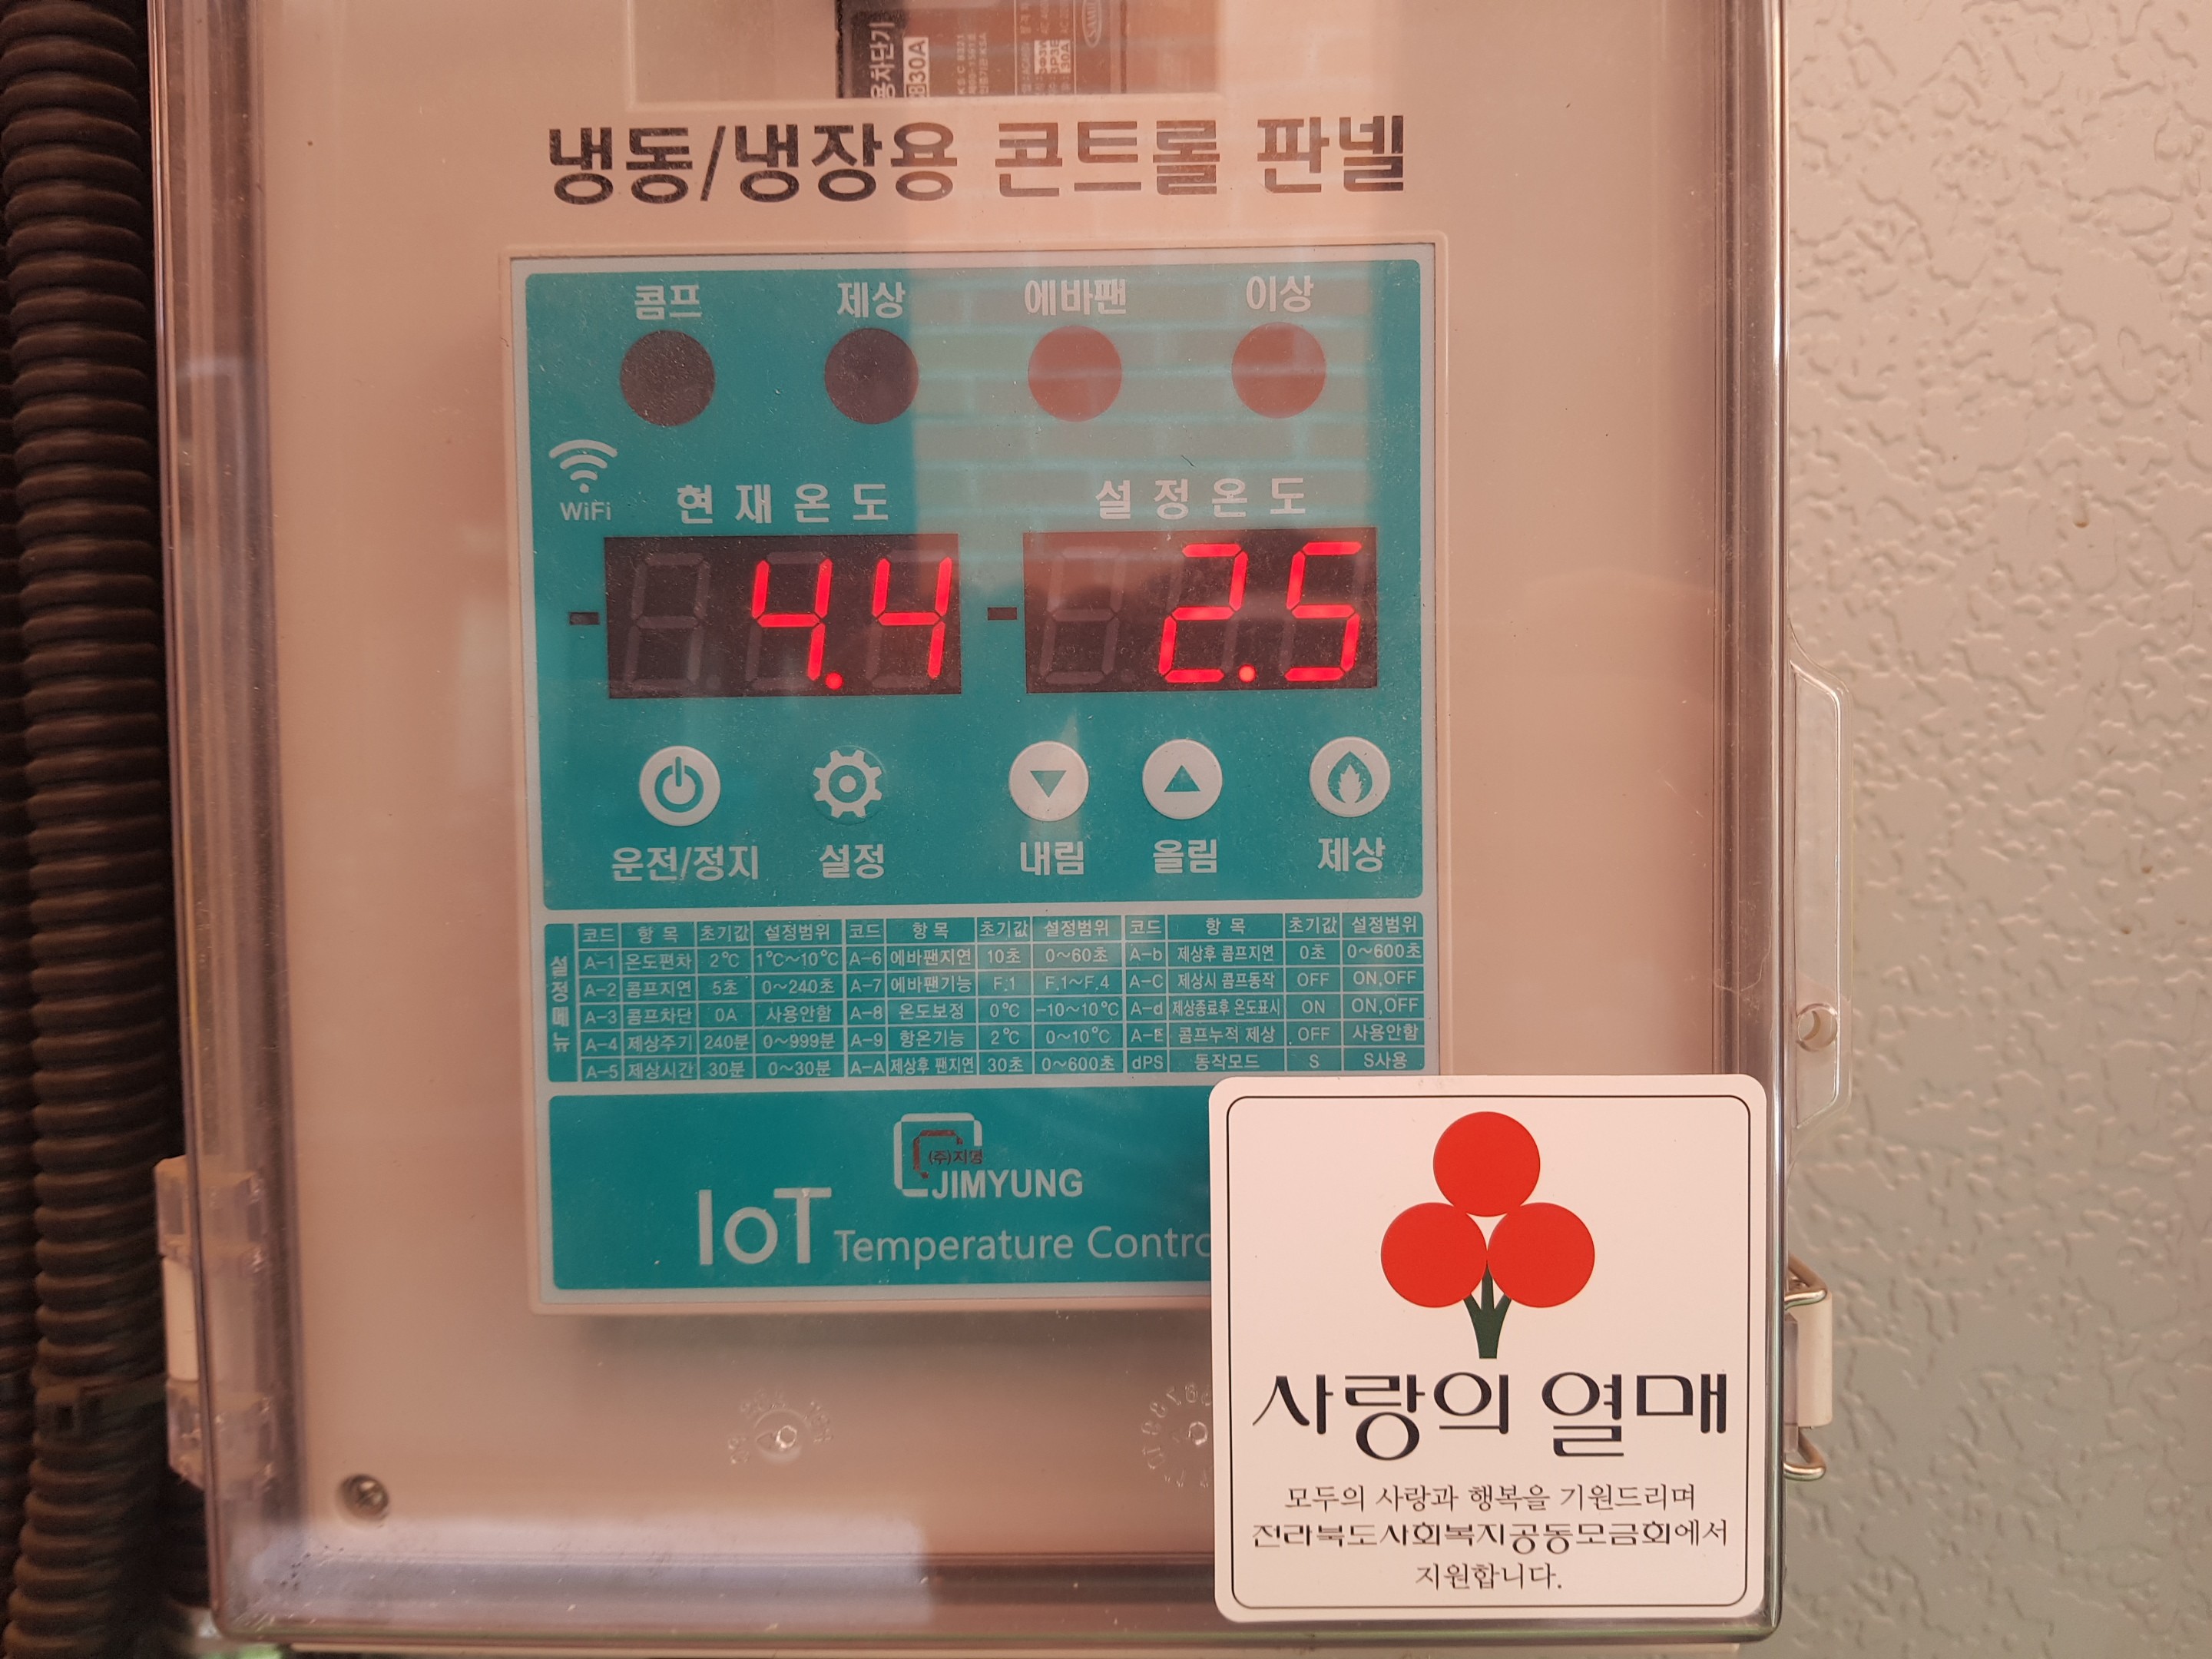 용차단기
30A
냉동/냉장용 콘트롤 판넬
콤프 제상 에바팬 이상
WiFi
현재온도 설정온도
4.4 2.5
운전/정지 설정 내림 올림 제상
설정메뉴
코드 항 목 초기값 설정범위 코드 항 목 초기값 설정범위 코드 항 목 초기값 설정범위
A-1 온도편차 2℃ 1℃~10℃ A-6 에바팬지연 10초 0~60초 A-b 제상후 콤프지연 0초 0~600초
A-2 콤프지연 5초 0~240초 A-7 에바팬기능 F.1 F.1~F.4 A-C 제상시 콤프동작 OFF ON,OFF
A-3 콤프차단 0A 사용안함 A-8 온도보정 0℃ -10~10℃ A-d 제상종료후 온도표시 ON ON,OFF
A-4 제상주기 240분 0~999분 A-9 항온기능 2℃ 0~10℃ A-E 콤프누적 제상 OFF 사용안함
A-5 제상시간 30분 0~30분 A-A 제상후 팬지연 30초 0~600초 dPS 동작모드 S S사용
(주)지명
JIMYUNG
IoT Temperature Contro
사랑의 열매
모두의 사랑과 행복을 기원드리며
전라북도사회복지공동모금회에서
지원합니다.